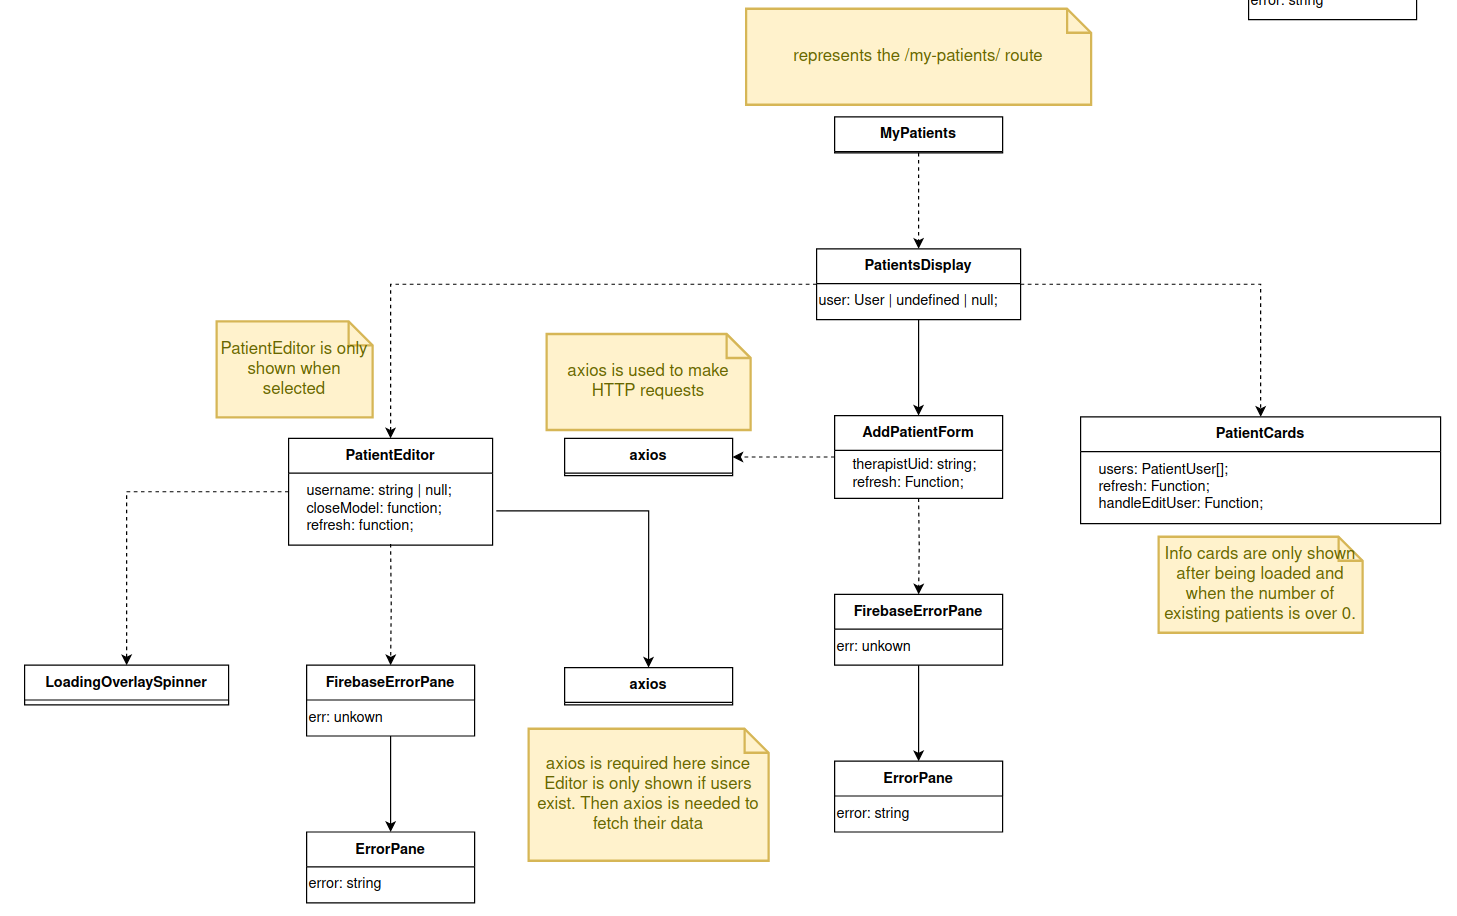 error: string
represents the /my-patients/ route
MyPatients
PatientsDisplay
user: User | undefined | null;
PatientEditor is only
shown when
selected
axios is used to make
HTTP requests
PatientEditor
username: string | null;
closeModel: function;
refresh: function;
axios
AddPatientForm
therapistUid: string;
refresh: Function;
PatientCards
users: PatientUser[];
refresh: Function;
handleEditUser: Function;
Info cards are only shown
after being loaded and
when the number of
existing patients is over 0.
LoadingOverlaySpinner
FirebaseErrorPane
err: unkown
axios
FirebaseErrorPane
err: unkown
axios is required here since
Editor is only shown if users
exist. Then axios is needed to
fetch their data
ErrorPane
error: string
ErrorPane
error: string